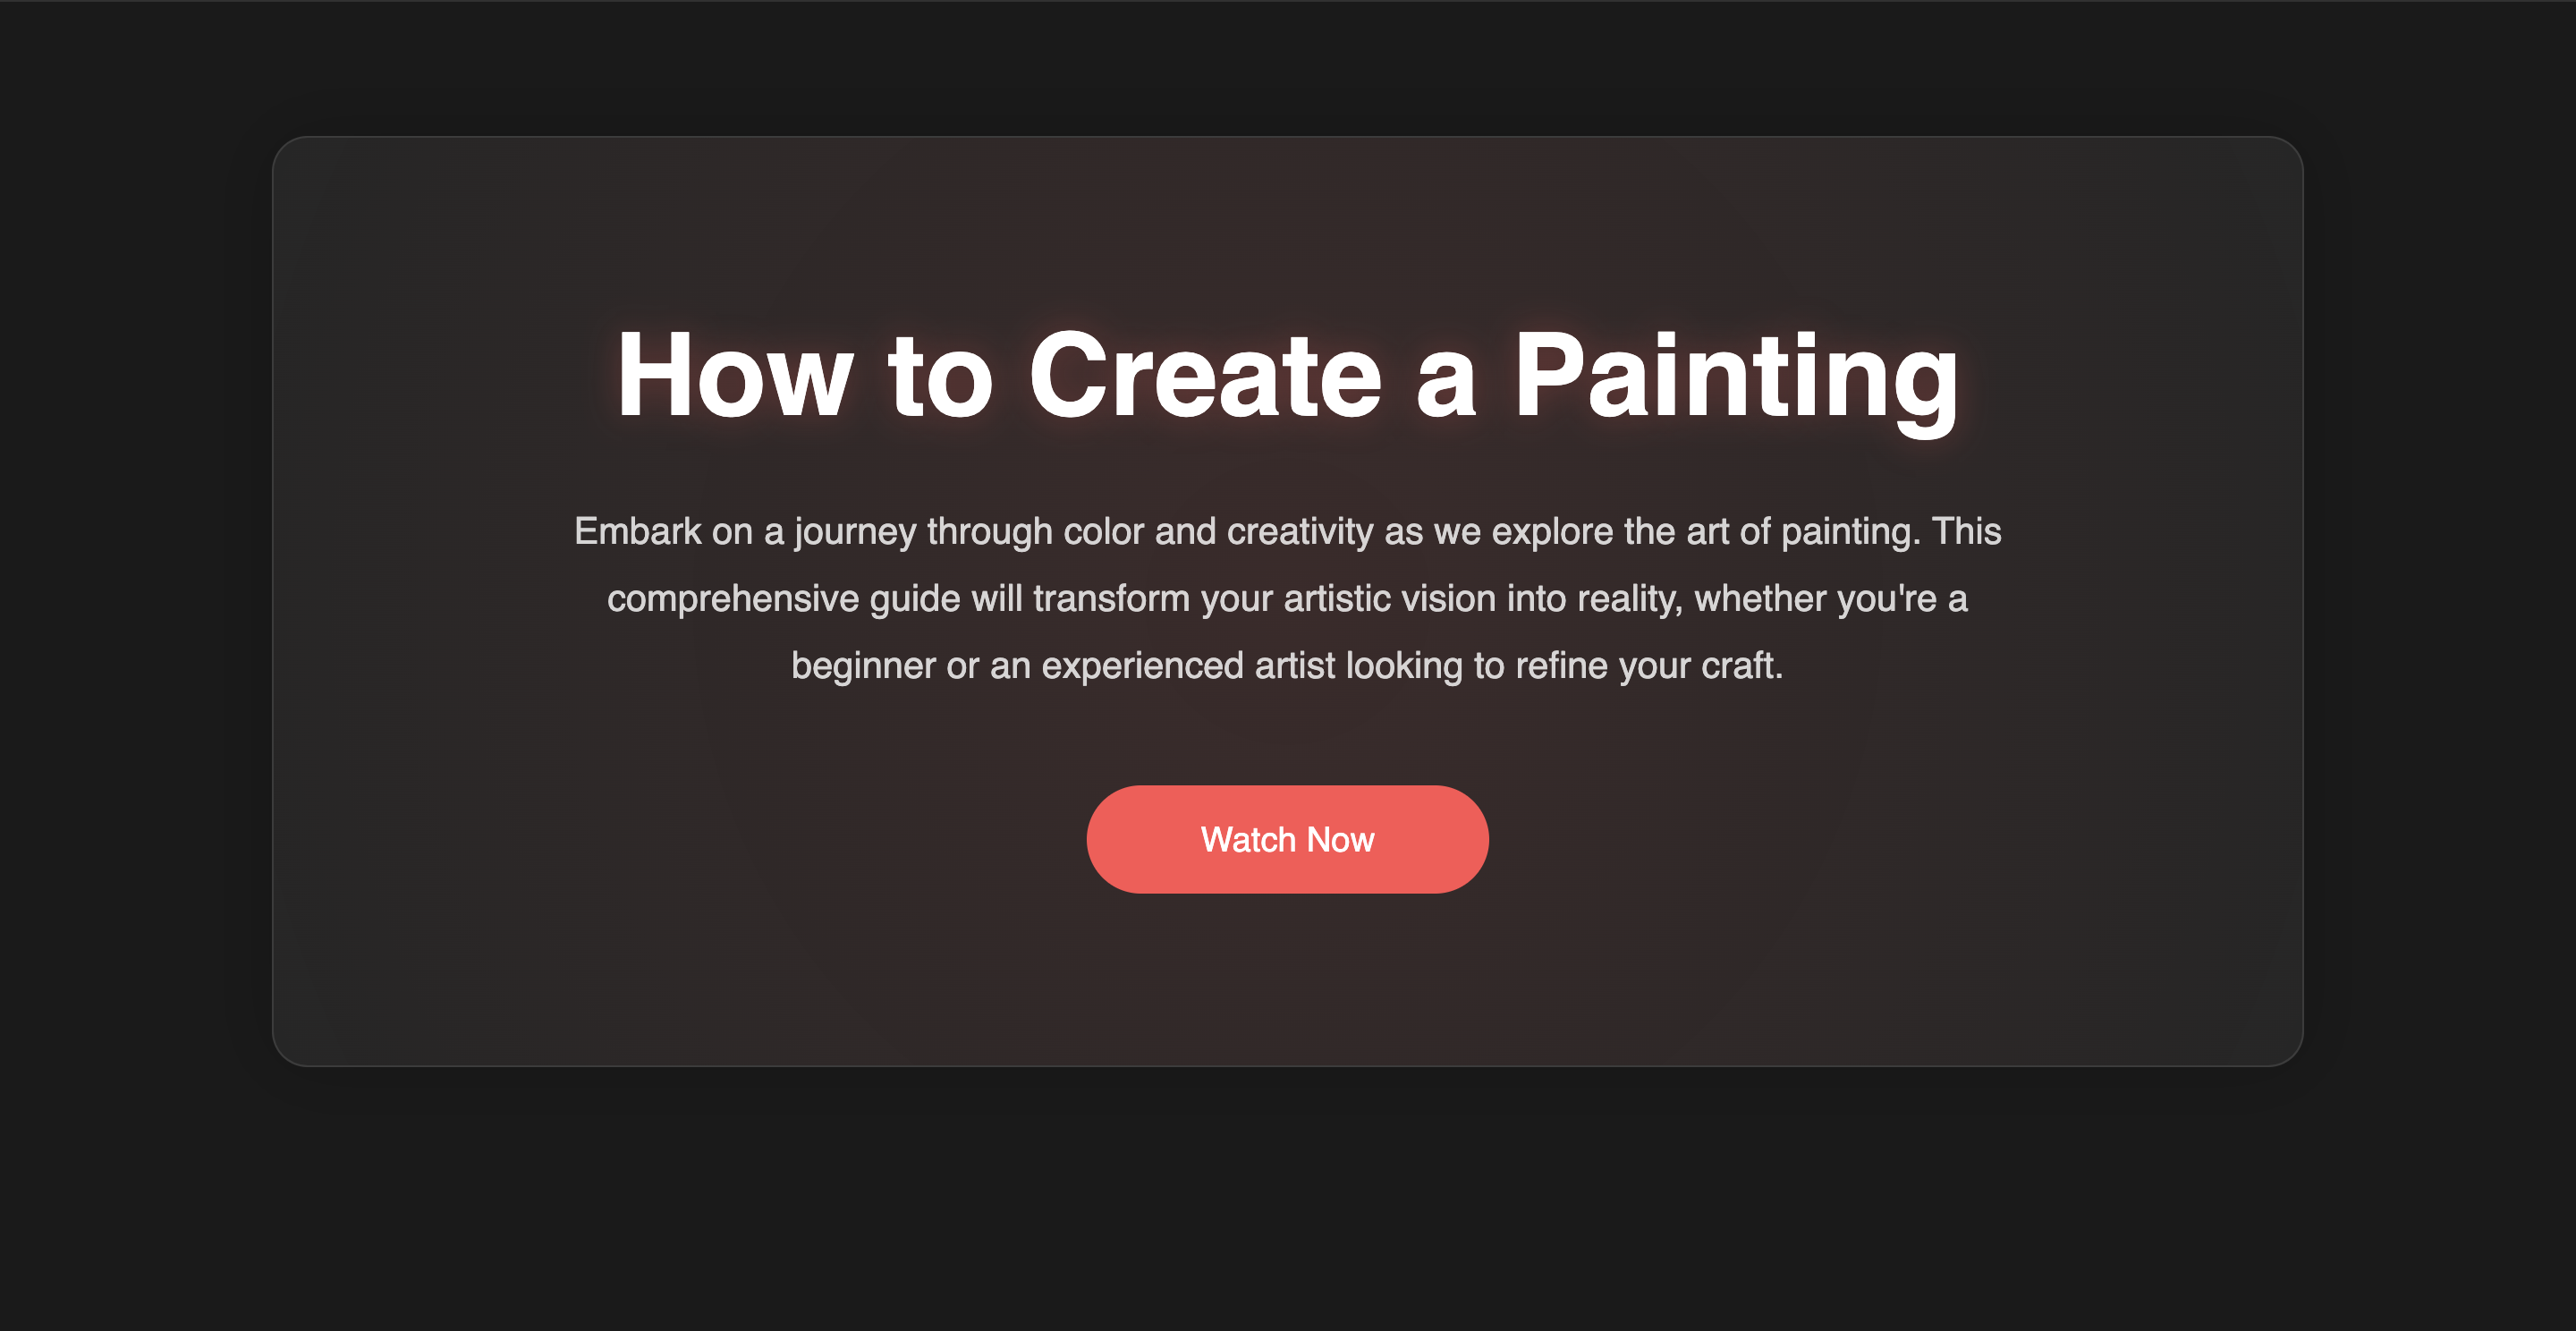 How to Create a Painting
Embark on a journey through color and creativity as we explore the art of painting. This
comprehensive guide will transform your artistic vision into reality, whether you're a
beginner or an experienced artist looking to refine your craft.
Watch Now